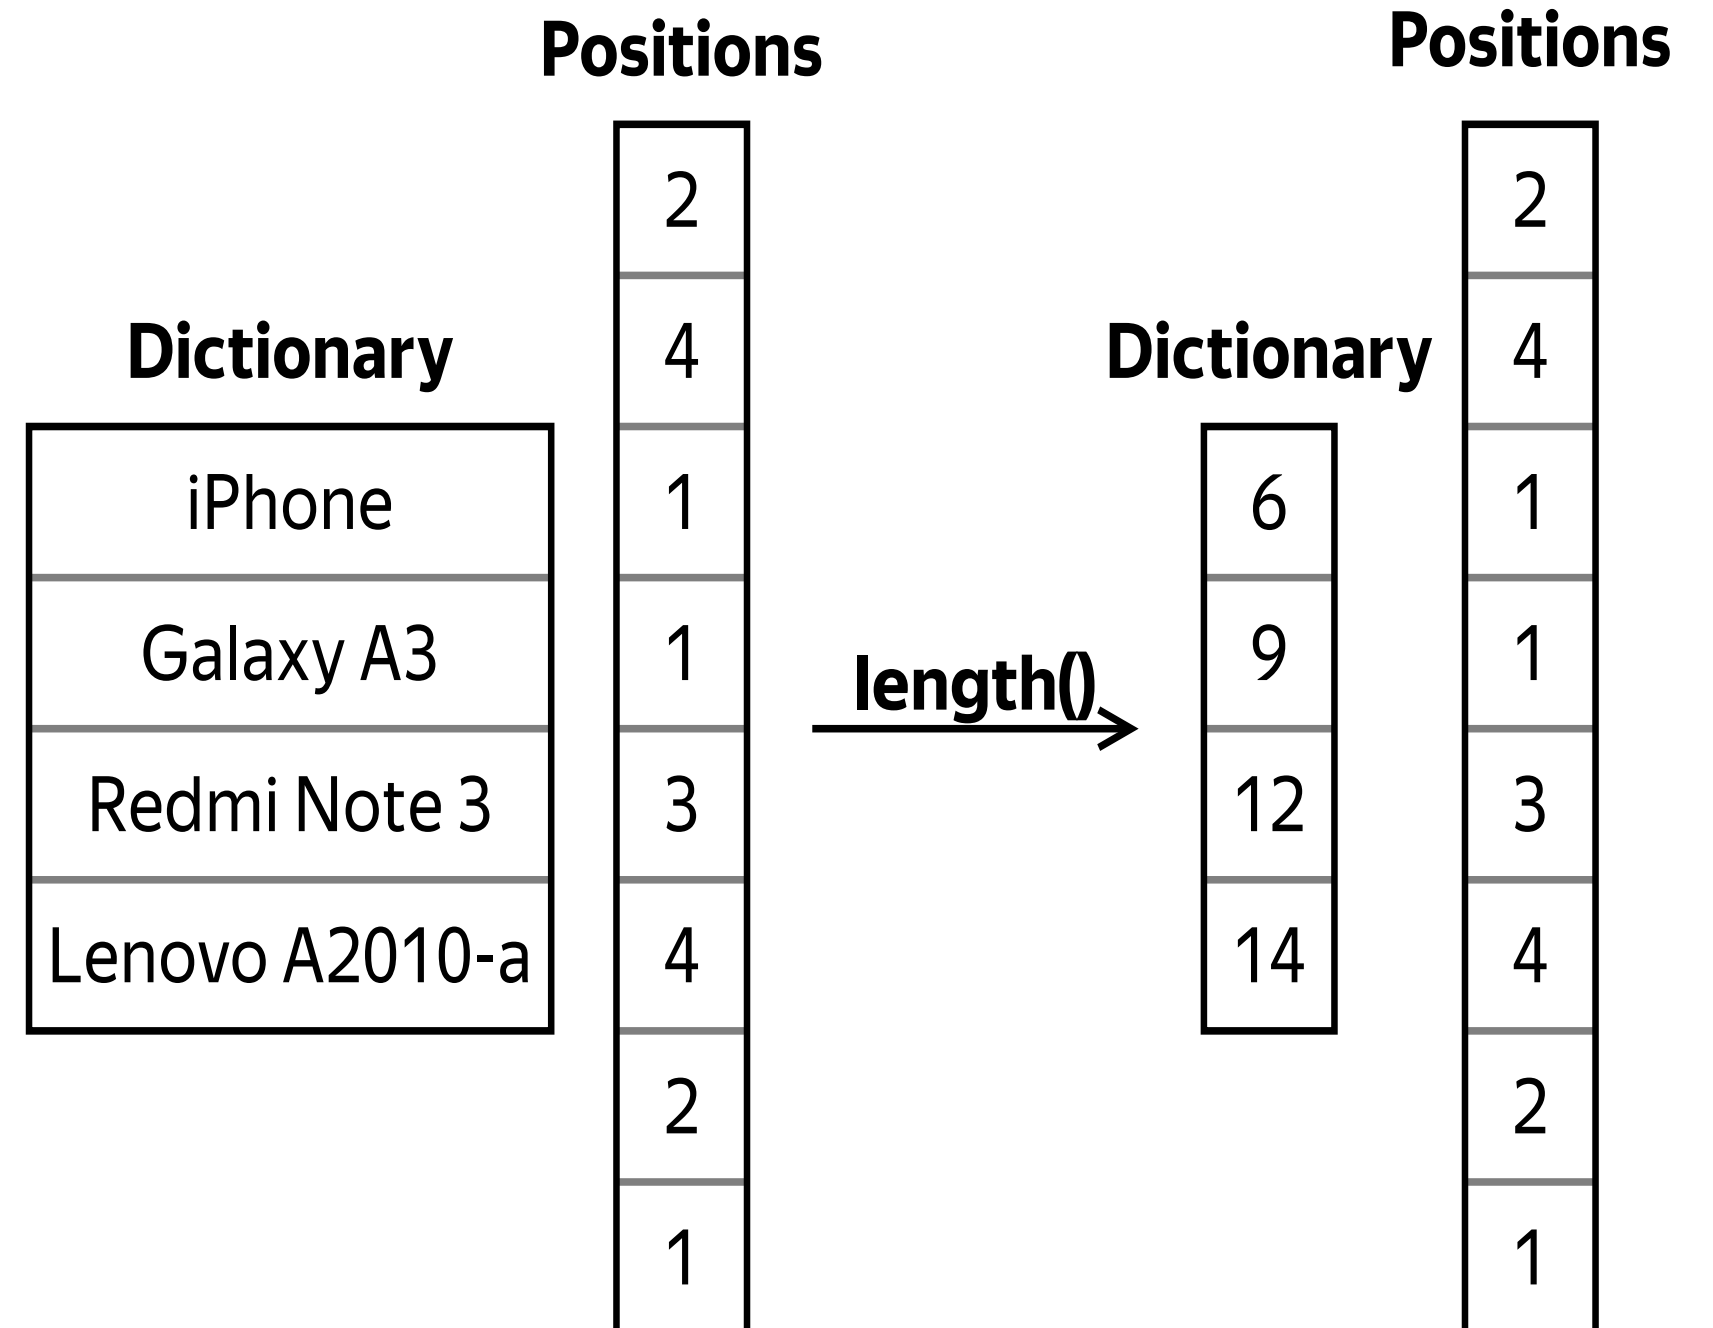 Positions
2
4
1
1
3
4
2
1
Dictionary
iPhone
Galaxy A3
Redmi Note 3
Lenovo A2010-a
length()
Dictionary
6
9
12
14
Positions
2
4
1
1
3
4
2
1